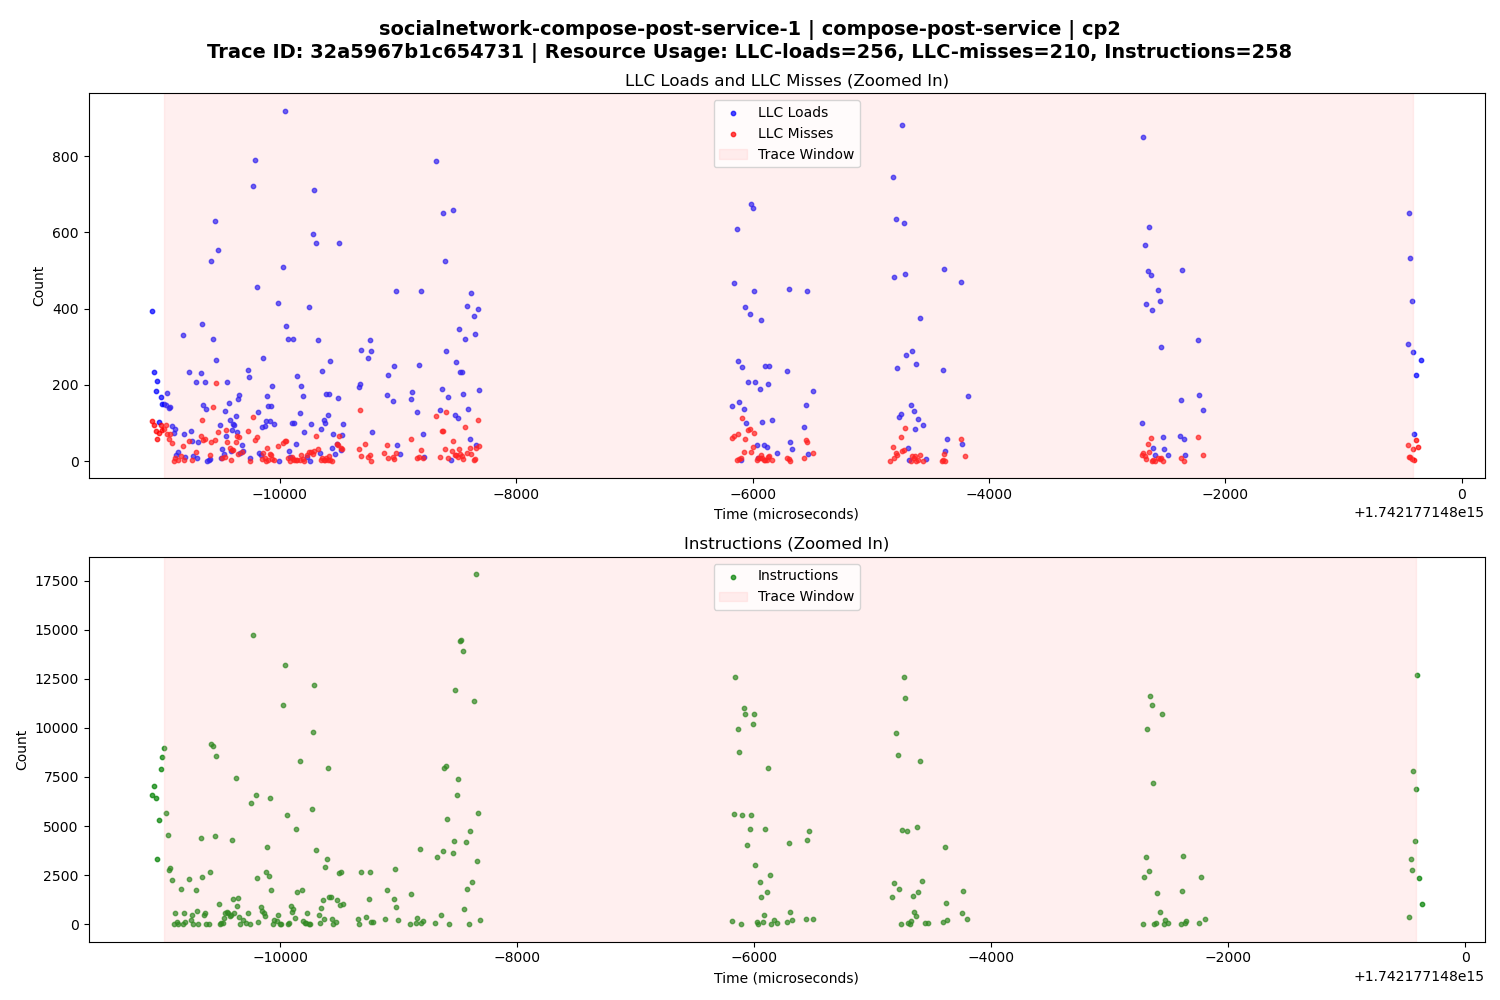 socialnetwork-compose-post-service-1 | compose-post-service | cp2
Trace ID: 32a5967b1c654731 | Resource Usage: LLC-loads=256, LLC-misses=210, Instructions=258
LLC Loads and LLC Misses (Zoomed In)
LLC Loads
LLC Misses
Trace Window
Count
800
600
400
200
0
−10000
−8000
−6000
−4000
−2000
0
Time (microseconds)
+1.742177148e15
Instructions (Zoomed In)
Instructions
Trace Window
Count
17500
15000
12500
10000
7500
5000
2500
0
−10000
−8000
−6000
−4000
−2000
0
Time (microseconds)
+1.742177148e15